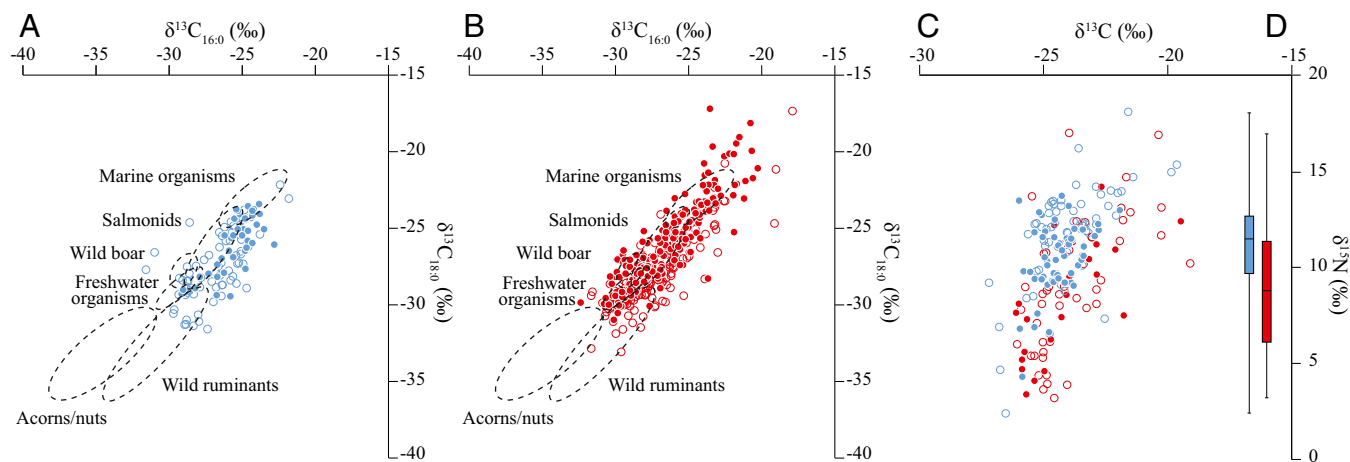 A
δ¹³C₁₆:₀ (‰)
-40 -35 -30 -25 -20 -15
-15
-20
-25
-30
-35
-40
δ¹³C₁₈:₀ (‰)
Marine organisms
Salmonids
Wild boar
Freshwater
organisms
Wild ruminants
Acorns/nuts
B
δ¹³C₁₆:₀ (‰)
-40 -35 -30 -25 -20 -15
-15
-20
-25
-30
-35
-40
δ¹³C₁₈:₀ (‰)
Marine organisms
Salmonids
Wild boar
Freshwater
organisms
Wild ruminants
Acorns/nuts
C
δ¹³C (‰)
D
-30 -25 -20 -15
20
15
10
5
0
δ¹⁵N (‰)